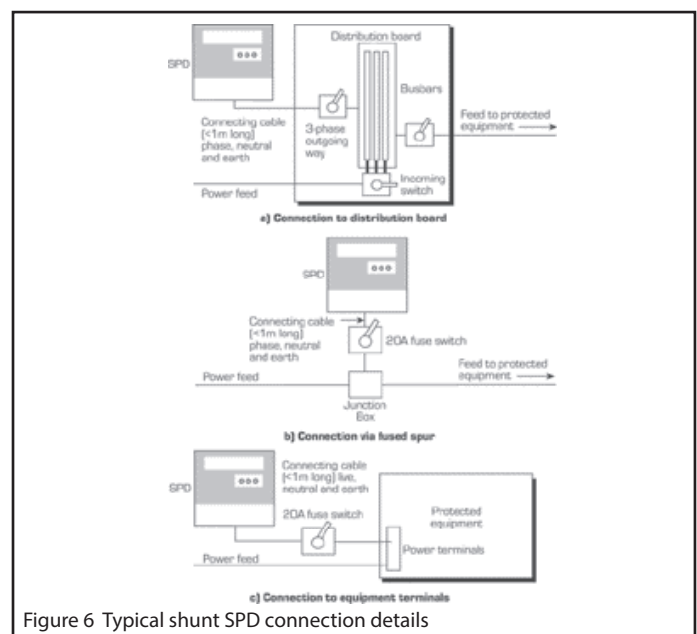 Distribution board
SPD
Busbars
Connecting cable
(<1m long)
phase, neutral
and earth
3-phase
outgoing
way
Feed to protected
equipment
Power feed
Incoming
switch
a) Connection to distribution board
SPD
Connecting cable
(<1m long)
phase, neutral
and earth
20A fuse switch
Power feed
Feed to protected
equipment
Junction
Box
b) Connection via fused spur
SPD
Connecting cable
(<1m long) live,
neutral and earth
20A fuse switch
Protected
equipment
Power terminals
Power feed
c) Connection to equipment terminals
Figure 6 Typical shunt SPD connection details